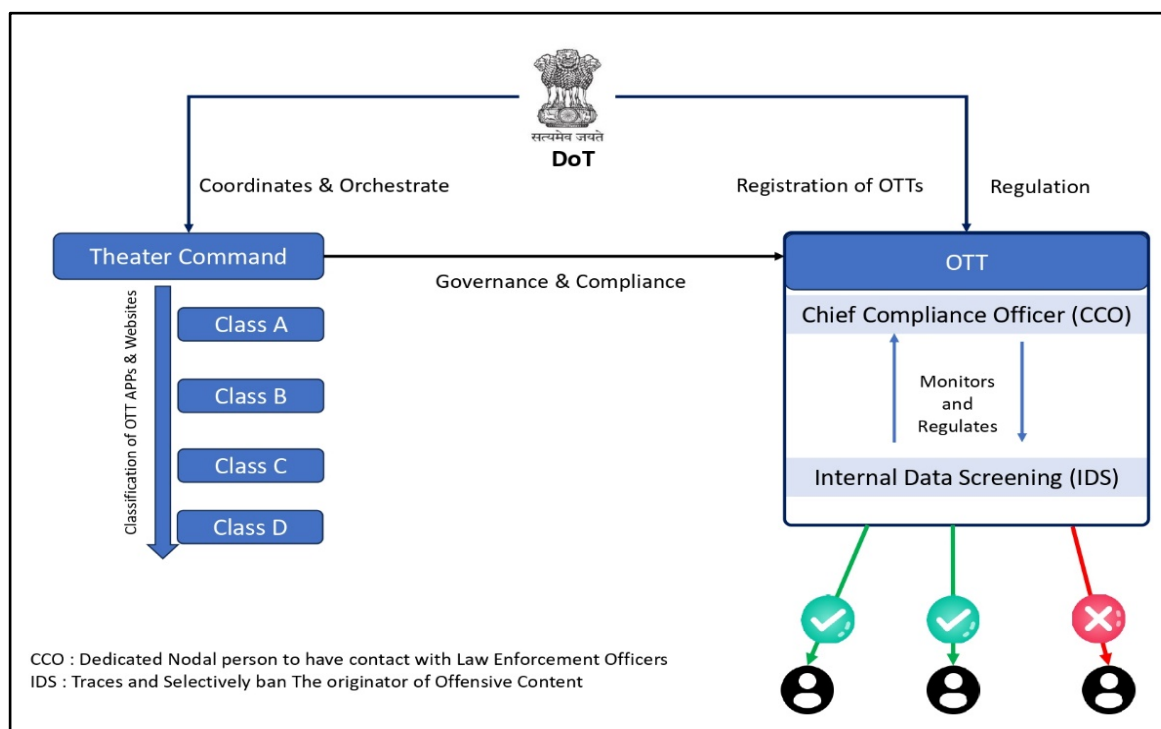 सत्यमेव जयते
DoT
Coordinates & Orchestrate
Registration of OTTs
Regulation
Theater Command
Governance & Compliance
OTT
Classification of OTT APPs & Websites
Class A
Class B
Class C
Class D
Chief Compliance Officer (CCO)
Monitors
and
Regulates
Internal Data Screening (IDS)
CCO : Dedicated Nodal person to have contact with Law Enforcement Officers
IDS : Traces and Selectively ban The originator of Offensive Content